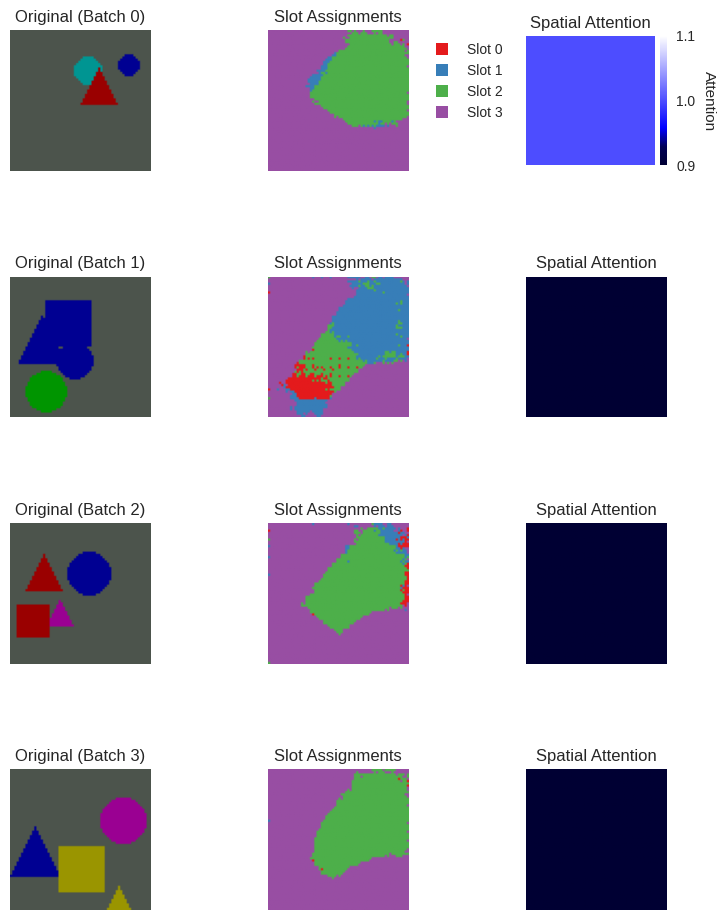 Original (Batch 0)
Slot Assignments
Spatial Attention
Slot 0
Slot 1
Slot 2
Slot 3
1.1
1.0
0.9
Attention
Original (Batch 1)
Slot Assignments
Spatial Attention
Original (Batch 2)
Slot Assignments
Spatial Attention
Original (Batch 3)
Slot Assignments
Spatial Attention